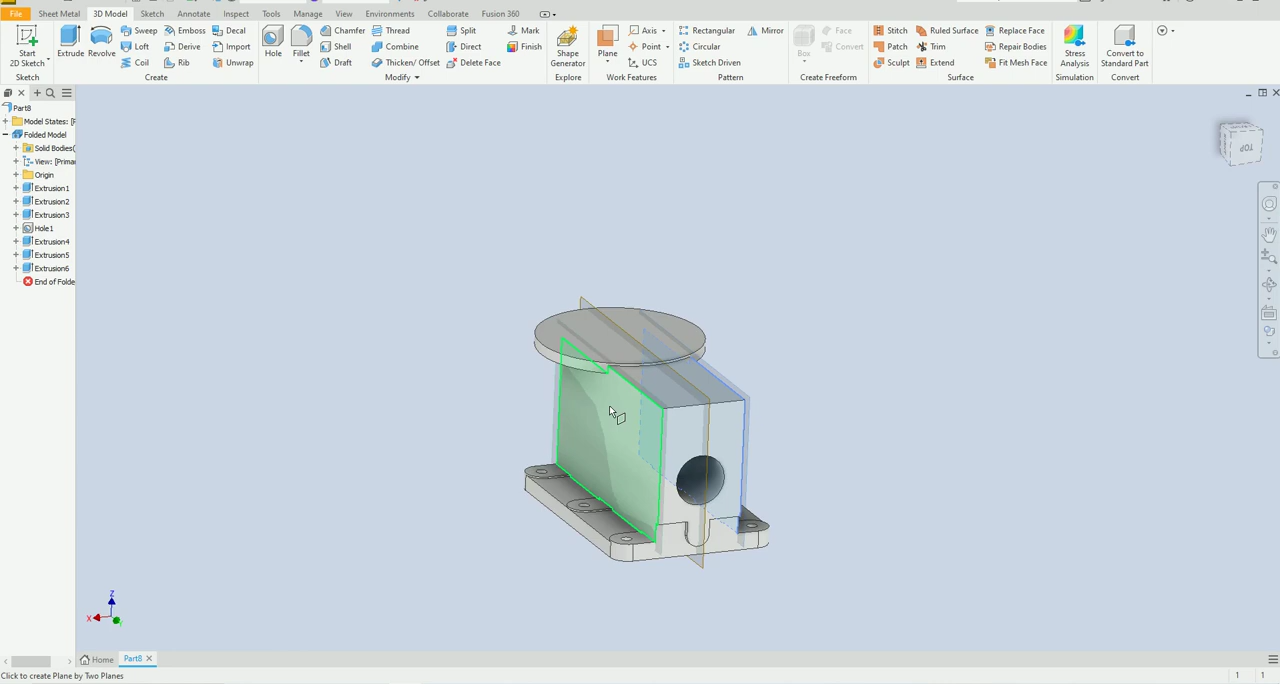 File Sheet Metal 3D Model Sketch Annotate Inspect Tools Manage View Environments Collaborate Fusion 360
Start
2D Sketch
Sketch
Extrude
Revolve
Sweep
Loft
Coil
Emboss
Derive
Rib
Decal
Import
Unwrap
Create
Hole
Fillet
Chamfer
Shell
Draft
Thread
Combine
Thicken/ Offset
Split
Direct
Delete Face
Mark
Finish
Modify
Shape
Generator
Explore
Plane
Axis
Point
UCS
Work Features
Rectangular
Circular
Sketch Driven
Mirror
Pattern
Box
Face
Convert
Create Freeform
Stitch
Patch
Sculpt
Ruled Surface
Trim
Extend
Replace Face
Repair Bodies
Fit Mesh Face
Surface
Stress
Analysis
Simulation
Convert to
Standard Part
Convert
Part8
Model States: [
Folded Model
Solid Bodies(
View: [Prima
Origin
Extrusion1
Extrusion2
Extrusion3
Hole1
Extrusion4
Extrusion5
Extrusion6
End of Folde
TOP
Z
X
Home
Part8
Click to create Plane by Two Planes
1 1